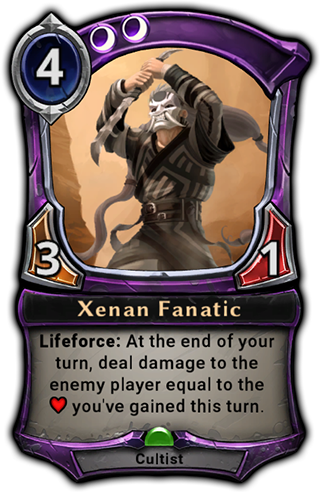 4
3
1
Xenan Fanatic
Lifeforce: At the end of your
turn, deal damage to the
enemy player equal to the
you've gained this turn.
Cultist